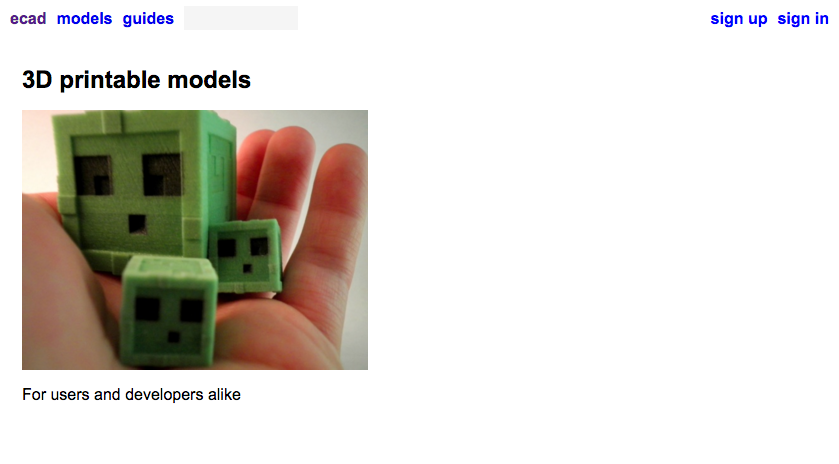 ecad models guides sign up sign in
3D printable models
For users and developers alike